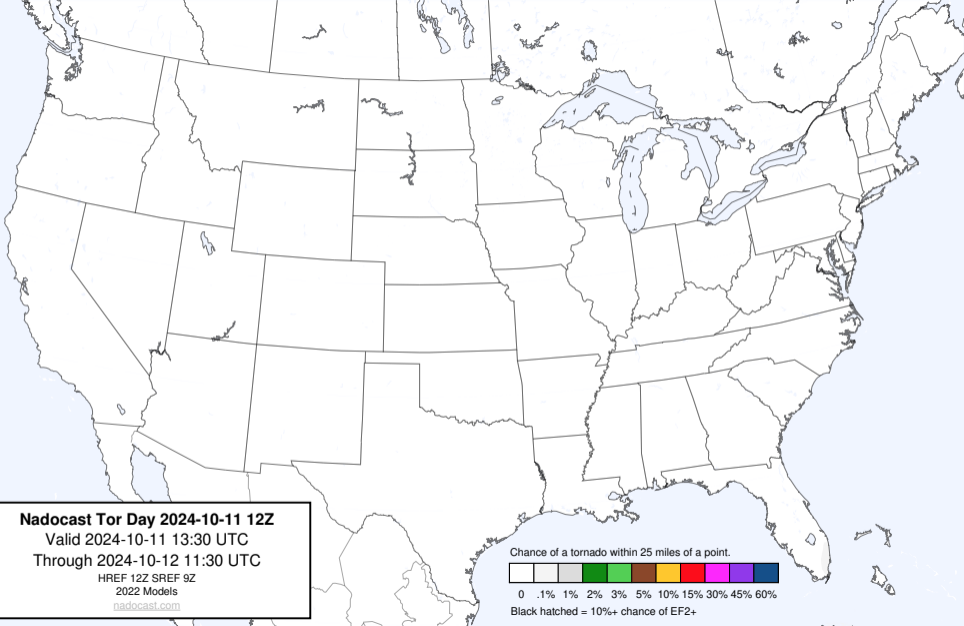 Nadocast Tor Day 2024-10-11 12Z
Valid 2024-10-11 13:30 UTC
Through 2024-10-12 11:30 UTC
HREF 12Z SREF 9Z
2022 Models
nadocast.com
Chance of a tornado within 25 miles of a point.
0 .1% 1% 2% 3% 5% 10% 15% 30% 45% 60%
Black hatched = 10%+ chance of EF2+